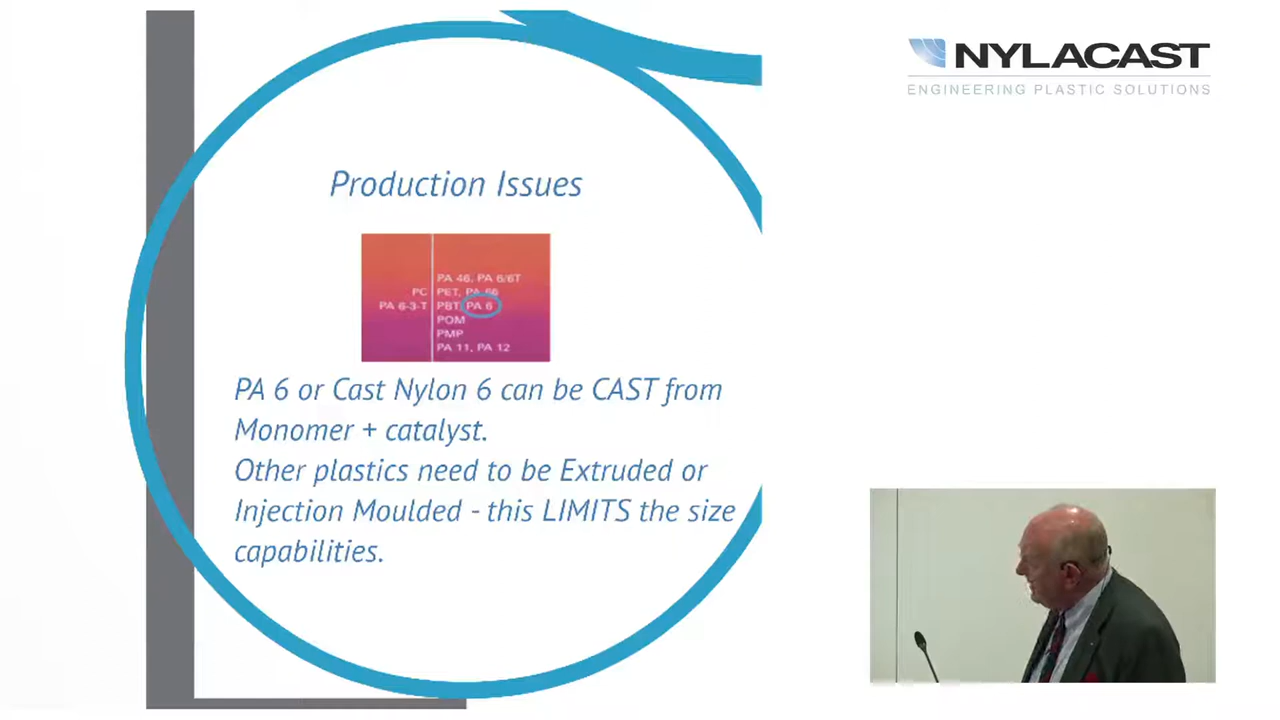 NYLACAST
ENGINEERING PLASTIC SOLUTIONS
Production Issues
PA 46, PA 6/6T
PC PET, PA 66
PA 6-3-T PBT PA 6
POM
PMP
PA 11, PA 12
PA 6 or Cast Nylon 6 can be CAST from
Monomer + catalyst.
Other plastics need to be Extruded or
Injection Moulded - this LIMITS the size
capabilities.